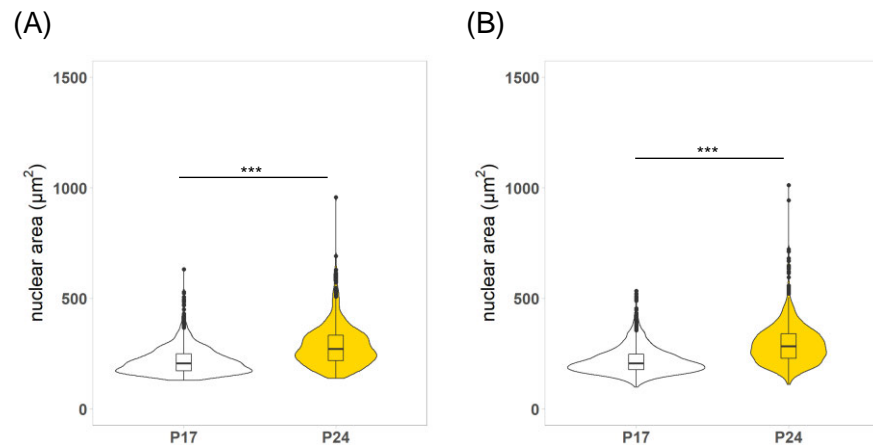 (A)
nuclear area (µm²)
1500
1000
500
0
***
P17
P24
(B)
nuclear area (µm²)
1500
1000
500
0
***
P17
P24